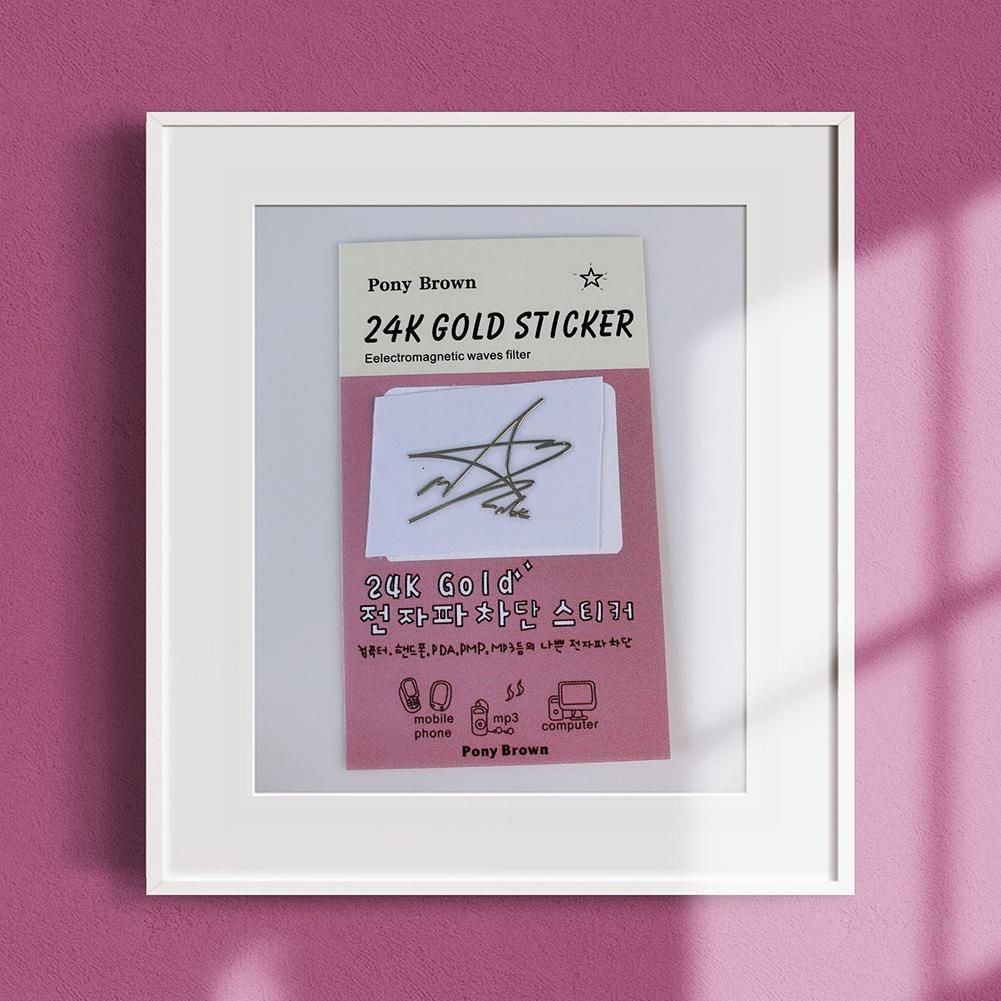 Pony Brown
24K GOLD STICKER
Eelectromagnetic waves filter
24K Gold
전자파 차단 스티커
컴퓨터, 핸드폰, PDA, PMP, MP3등의 나쁜 전자파 차단
mobile
phone
mp3
computer
Pony Brown